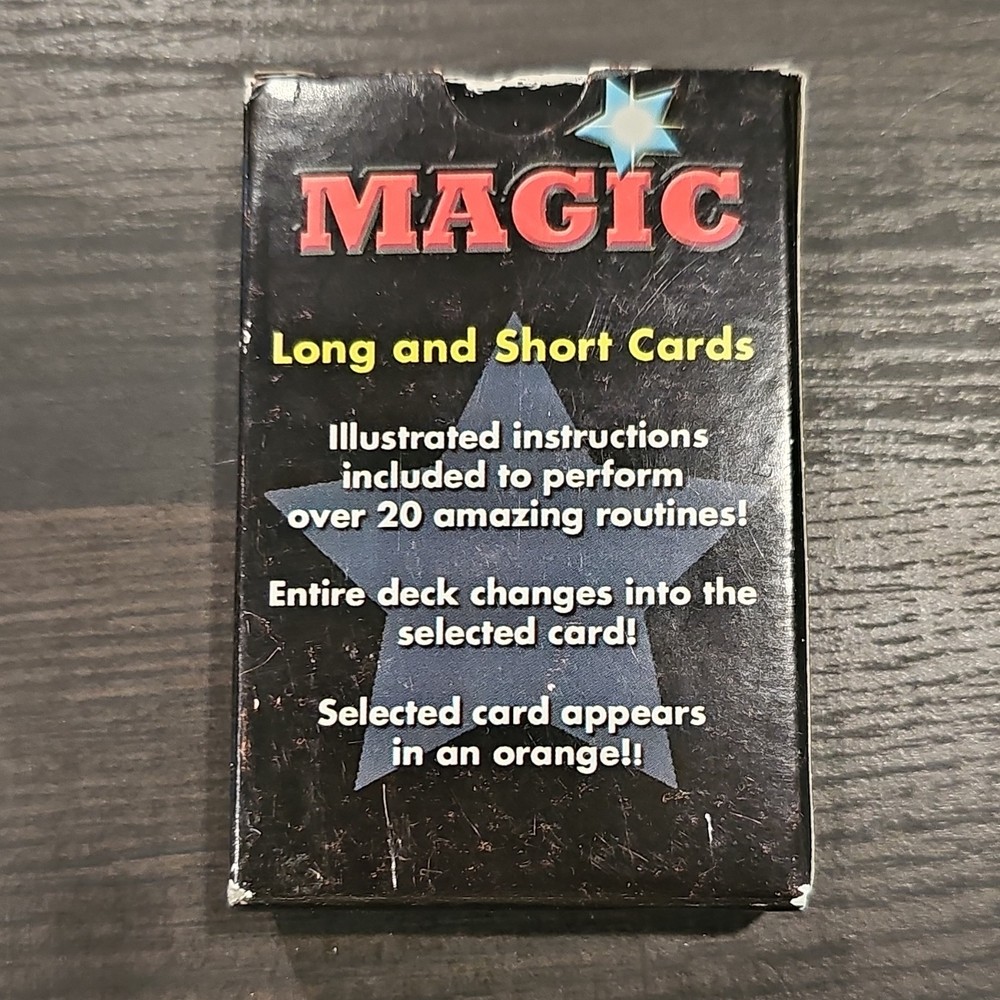 MAGIC
Long and Short Cards
Illustrated instructions
included to perform
over 20 amazing routines!
Entire deck changes into the
selected card!
Selected card appears
in an orange!!